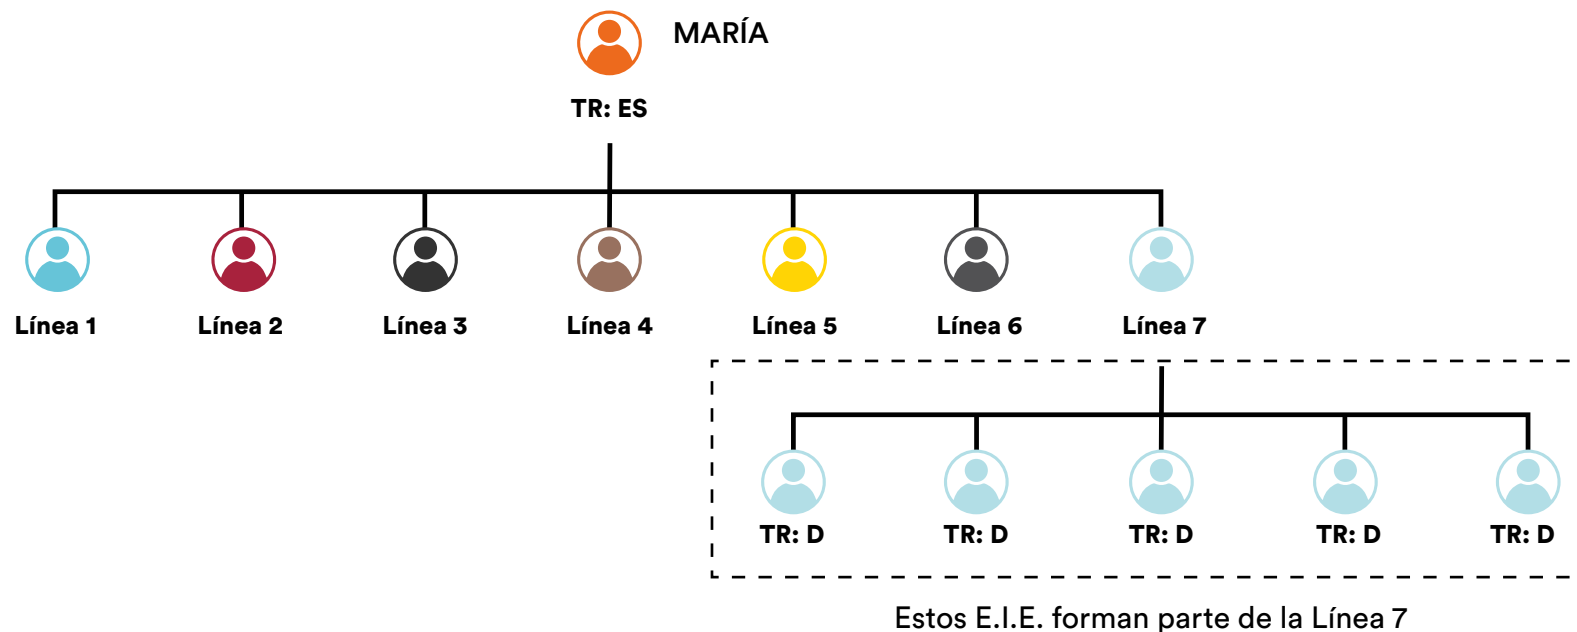 MARÍA
TR: ES
Línea 1
Línea 2
Línea 3
Línea 4
Línea 5
Línea 6
Línea 7
TR: D
TR: D
TR: D
TR: D
TR: D
Estos E.I.E. forman parte de la Línea 7